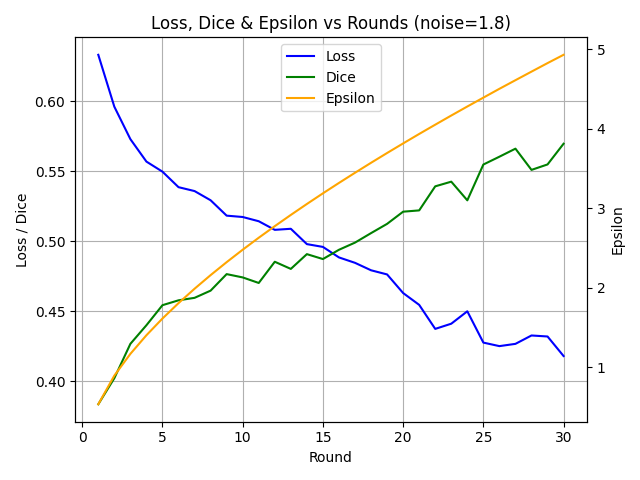 Loss, Dice & Epsilon vs Rounds (noise=1.8)
Loss
Dice
Epsilon
0.60
0.55
0.50
0.45
0.40
Loss / Dice
5
4
3
2
1
Epsilon
0 5 10 15 20 25 30
Round